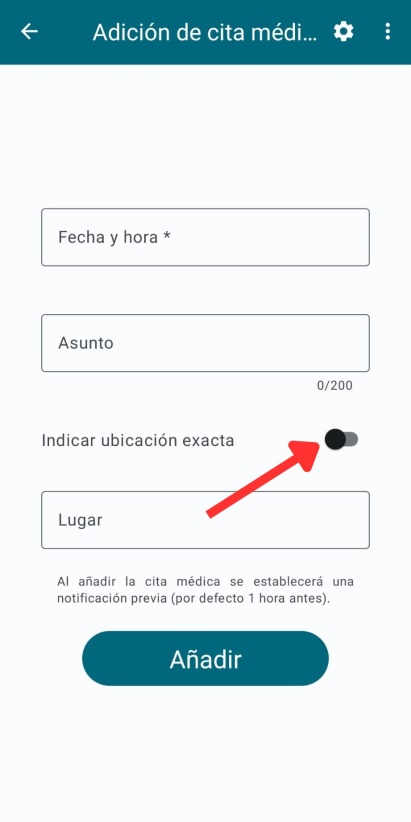 Adición de cita médi...
Fecha y hora *
Asunto
0/200
Indicar ubicación exacta
Lugar
Al añadir la cita médica se establecerá una
notificación previa (por defecto 1 hora antes).
Añadir